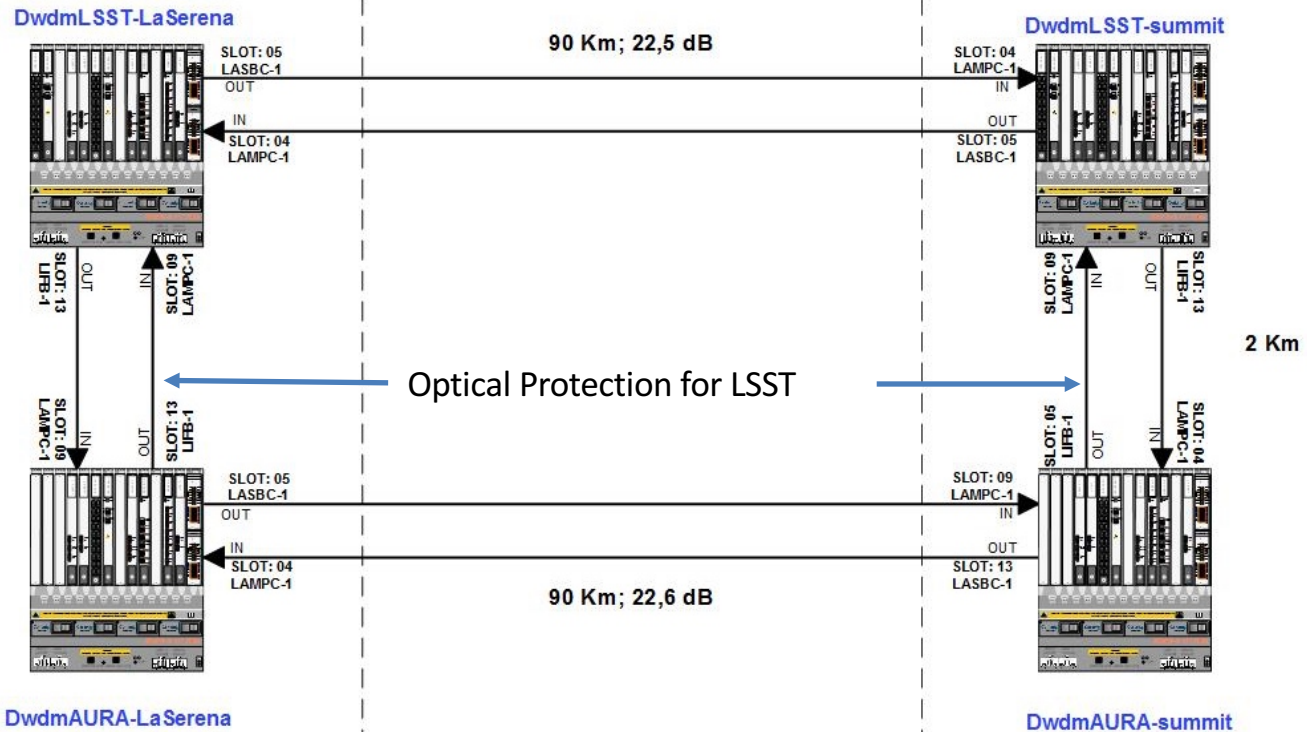 DwdmLSST-LaSerena
DwdmLSST-summit
90 Km; 22,5 dB
SLOT: 05
LASBC-1
OUT
SLOT: 04
LAMPC-1
IN
IN
SLOT: 04
LAMPC-1
OUT
SLOT: 05
LASBC-1
SLOT: 13
LIFB-1
OUT
IN
SLOT: 09
LAMPC-1
SLOT: 09
LAMPC-1
IN
OUT
SLOT: 13
LIFB-1
2 Km
Optical Protection for LSST
SLOT: 09
LAMPC-1
IN
OUT
SLOT: 13
LIFB-1
SLOT: 05
LIFB-1
OUT
IN
SLOT: 04
LAMPC-1
SLOT: 05
LASBC-1
OUT
SLOT: 09
LAMPC-1
IN
IN
SLOT: 04
LAMPC-1
OUT
SLOT: 13
LASBC-1
90 Km; 22,6 dB
DwdmAURA-LaSerena
DwdmAURA-summit